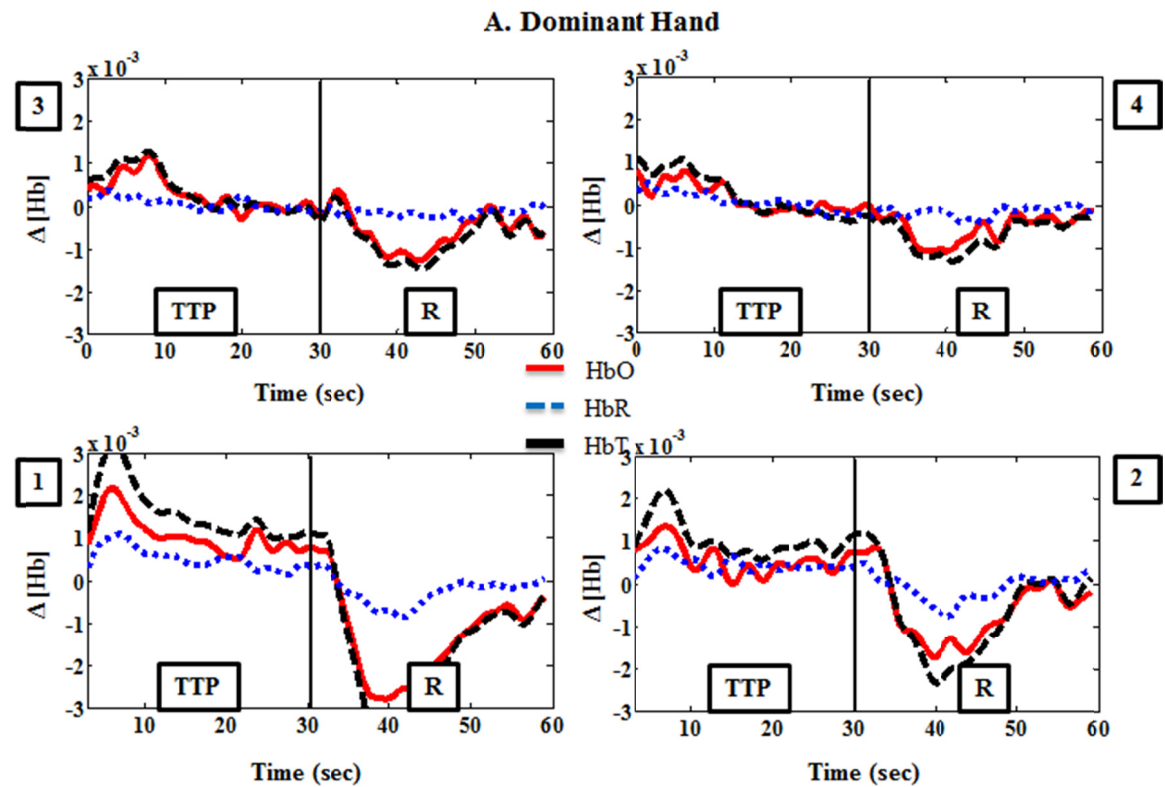 A. Dominant Hand
3
x 10-3
3
2
1
0
-1
-2
-3
Δ [Hb]
TTP
R
0 10 20 30 40 50 60
Time (sec)
4
x 10-3
3
2
1
0
-1
-2
-3
Δ [Hb]
TTP
R
0 10 20 30 40 50 60
Time (sec)
HbO
HbR
HbT
1
x 10-3
3
2
1
0
-1
-2
-3
Δ [Hb]
TTP
R
10 20 30 40 50 60
Time (sec)
2
x 10-3
3
2
1
0
-1
-2
-3
Δ [Hb]
TTP
R
10 20 30 40 50 60
Time (sec)